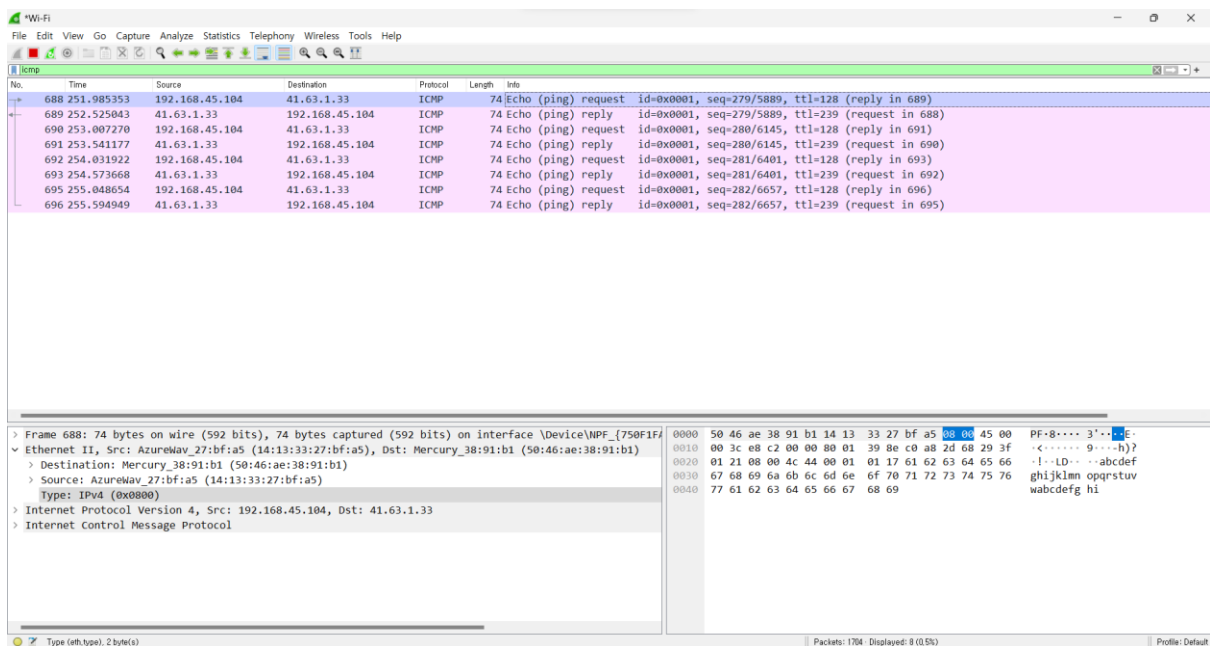 *Wi-Fi
File Edit View Go Capture Analyze Statistics Telephony Wireless Tools Help
icmp
No. Time Source Destination Protocol Length Info
688 251.985353 192.168.45.104 41.63.1.33 ICMP 74 Echo (ping) request id=0x0001, seq=279/5889, ttl=128 (reply in 689)
689 252.525043 41.63.1.33 192.168.45.104 ICMP 74 Echo (ping) reply id=0x0001, seq=279/5889, ttl=239 (request in 688)
690 253.007270 192.168.45.104 41.63.1.33 ICMP 74 Echo (ping) request id=0x0001, seq=280/6145, ttl=128 (reply in 691)
691 253.541177 41.63.1.33 192.168.45.104 ICMP 74 Echo (ping) reply id=0x0001, seq=280/6145, ttl=239 (request in 690)
692 254.031922 192.168.45.104 41.63.1.33 ICMP 74 Echo (ping) request id=0x0001, seq=281/6401, ttl=128 (reply in 693)
693 254.573668 41.63.1.33 192.168.45.104 ICMP 74 Echo (ping) reply id=0x0001, seq=281/6401, ttl=239 (request in 692)
695 255.048654 192.168.45.104 41.63.1.33 ICMP 74 Echo (ping) request id=0x0001, seq=282/6657, ttl=128 (reply in 696)
696 255.594949 41.63.1.33 192.168.45.104 ICMP 74 Echo (ping) reply id=0x0001, seq=282/6657, ttl=239 (request in 695)
> Frame 688: 74 bytes on wire (592 bits), 74 bytes captured (592 bits) on interface \Device\NPF_{750F1F
Ethernet II, Src: AzureWav_27:bf:a5 (14:13:33:27:bf:a5), Dst: Mercury_38:91:b1 (50:46:ae:38:91:b1)
> Destination: Mercury_38:91:b1 (50:46:ae:38:91:b1)
> Source: AzureWav_27:bf:a5 (14:13:33:27:bf:a5)
Type: IPv4 (0x0800)
> Internet Protocol Version 4, Src: 192.168.45.104, Dst: 41.63.1.33
> Internet Control Message Protocol
0000 50 46 ae 38 91 b1 14 13 33 27 bf a5 08 00 45 00 PF·8···· 3'····E·
0010 00 3c e8 c2 00 00 80 01 39 8e c0 a8 2d 68 29 3f ·<······ 9···-h)?
0020 01 21 08 00 4c 44 00 01 01 17 61 62 63 64 65 66 ·!··LD·· ··abcdef
0030 67 68 69 6a 6b 6c 6d 6e 6f 70 71 72 73 74 75 76 ghijklmn opqrstuv
0040 77 61 62 63 64 65 66 67 68 69 wabcdefg hi
Type (eth.type), 2 byte(s) Packets: 1704 · Displayed: 8 (0.5%) Profile: Default